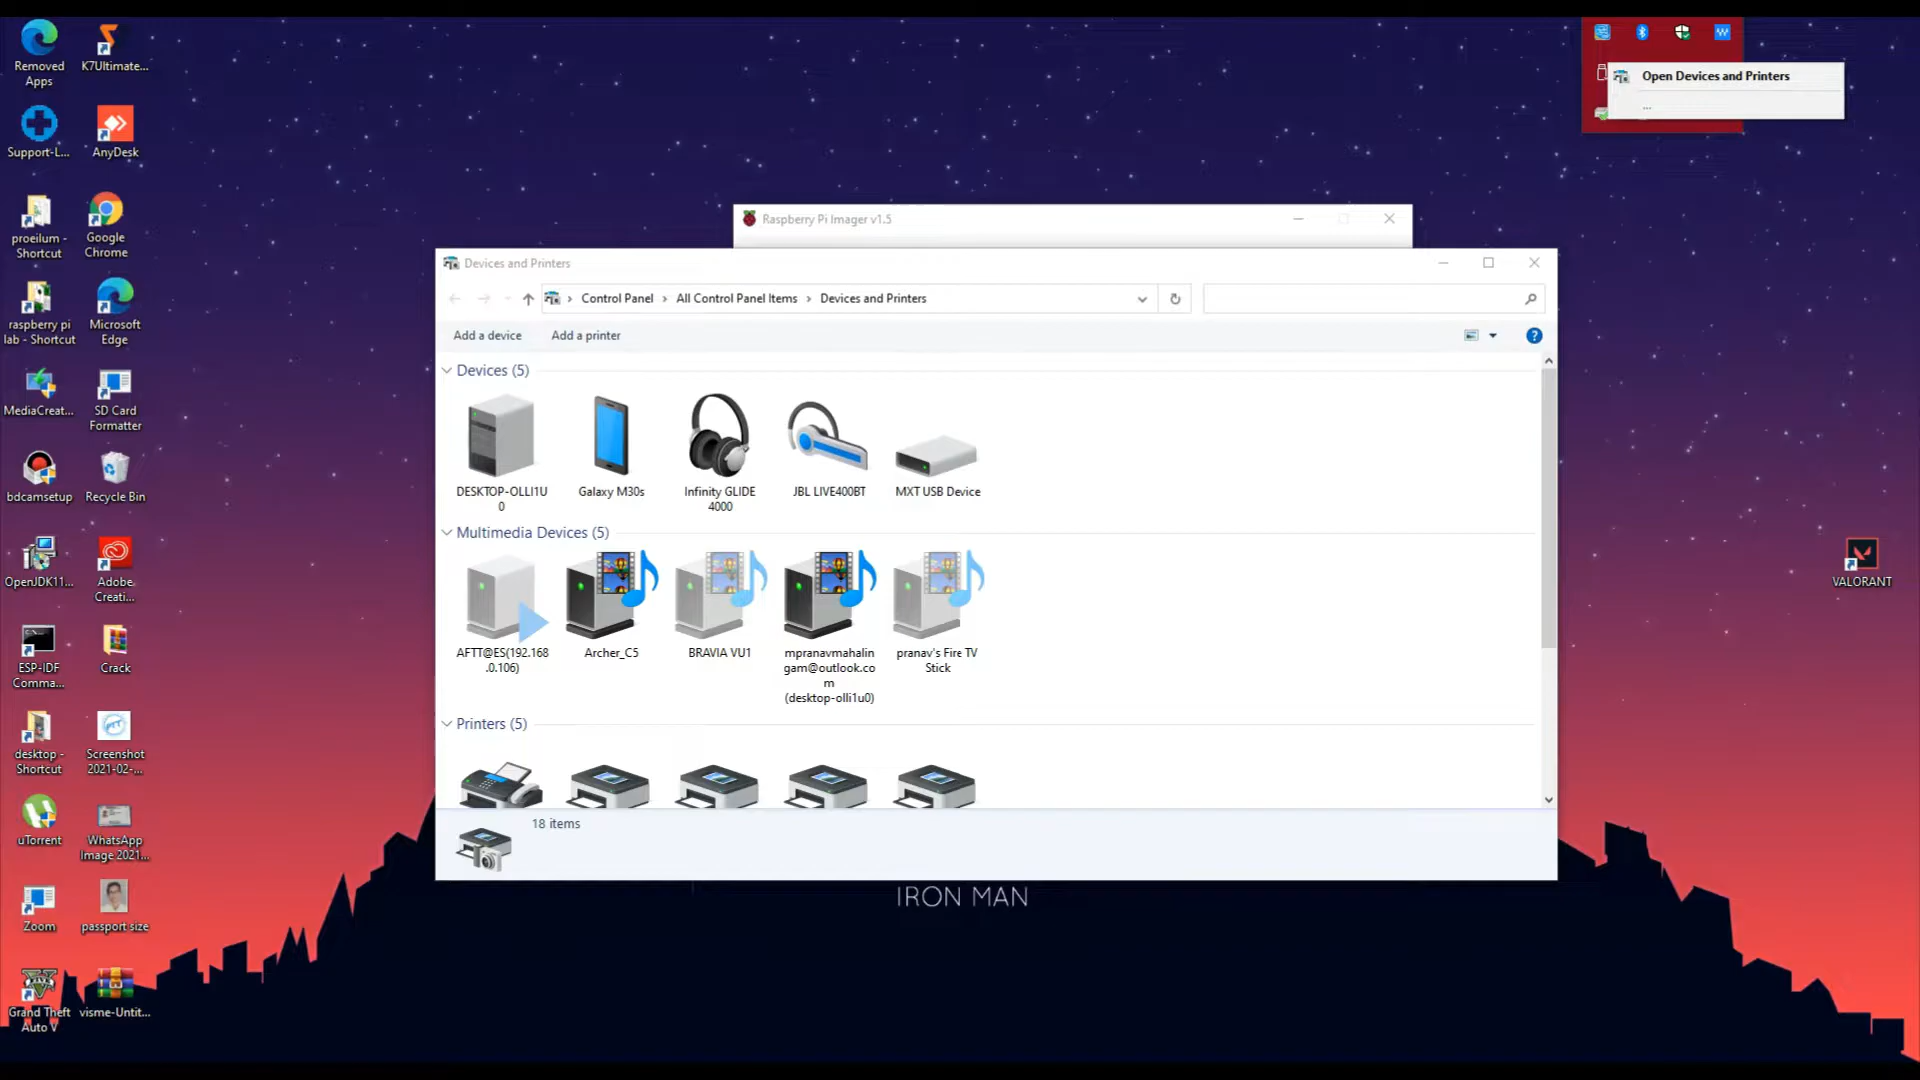 Removed
Apps
K7Ultimate...
Support-L...
AnyDesk
proeilum -
Shortcut
Google
Chrome
raspberry pi
lab - Shortcut
Microsoft
Edge
MediaCreat...
SD Card
Formatter
bdcamsetup
Recycle Bin
OpenJDK11...
Adobe
Creati...
ESP-IDF
Comma...
Crack
desktop -
Shortcut
Screenshot
2021-02-...
uTorrent
WhatsApp
Image 2021...
Zoom
passport size
Grand Theft
Auto V
visme-Untit...
Open Devices and Printers
...
Raspberry Pi Imager v1.5
Devices and Printers
Control Panel > All Control Panel Items > Devices and Printers
Add a device
Add a printer
Devices (5)
DESKTOP-OLLI1U
0
Galaxy M30s
Infinity GLIDE
4000
JBL LIVE400BT
MXT USB Device
Multimedia Devices (5)
AFTT@ES(192.168
.0.106)
Archer_C5
BRAVIA VU1
mpranavmahalin
gam@outlook.co
m
(desktop-olli1u0)
pranav's Fire TV
Stick
Printers (5)
18 items
VALORANT
IRON MAN